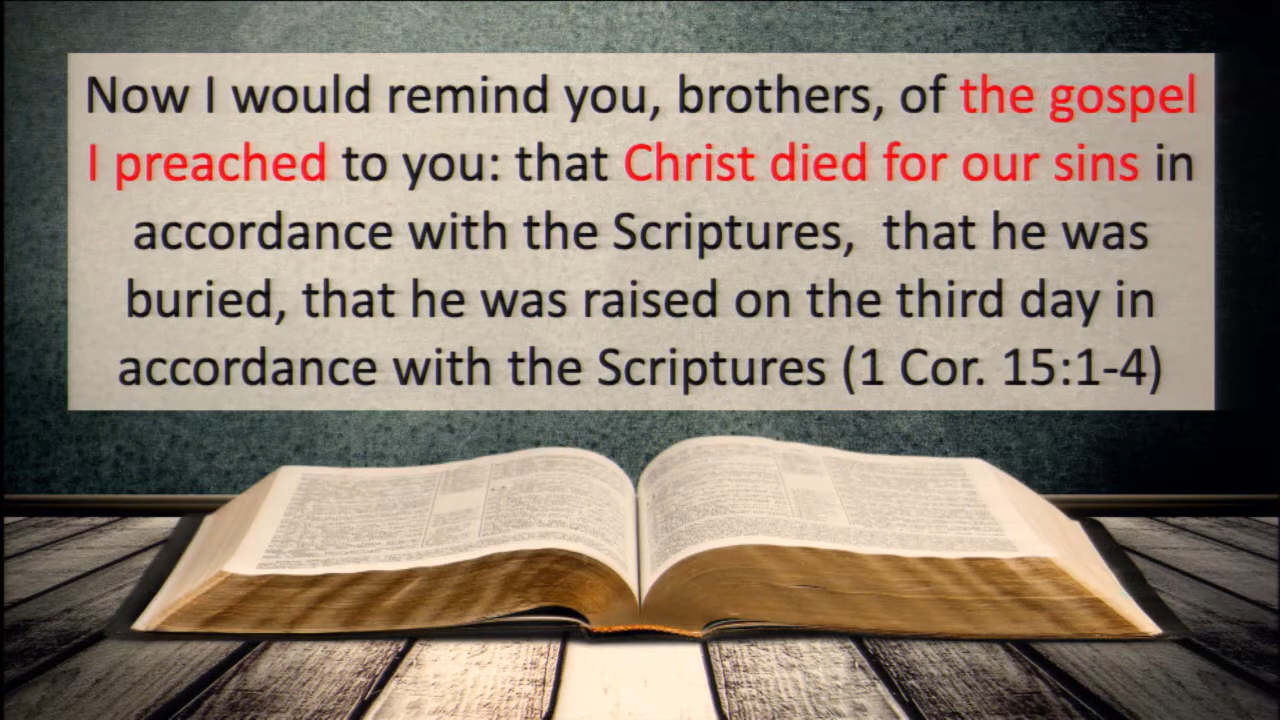 Now I would remind you, brothers, of the gospel
I preached to you: that Christ died for our sins in
accordance with the Scriptures,  that he was
buried, that he was raised on the third day in
accordance with the Scriptures (1 Cor. 15:1-4)